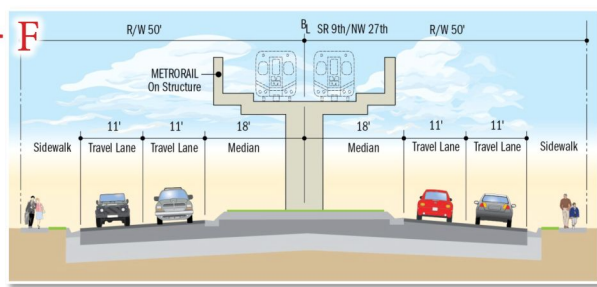 F
R/W 50'
BL SR 9th/NW 27th
R/W 50'
METRORAIL
On Structure
11' 11' 18' 18' 11' 11'
Sidewalk Travel Lane Travel Lane Median Median Travel Lane Travel Lane Sidewalk